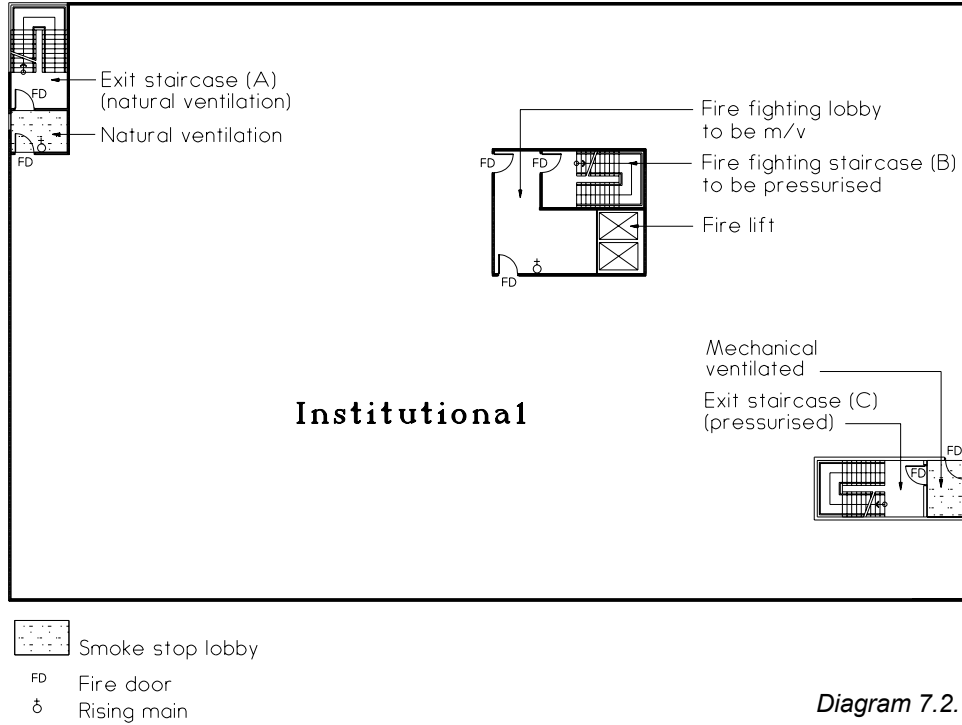 Exit staircase (A)
(natural ventilation)
FD
Natural ventilation
FD
Fire fighting lobby
to be m/v
FD
FD
Fire fighting staircase (B)
to be pressurised
Fire lift
FD
Mechanical
ventilated
Exit staircase (C)
(pressurised)
Institutional
FD
FD
Smoke stop lobby
FD Fire door
Rising main
Diagram 7.2.